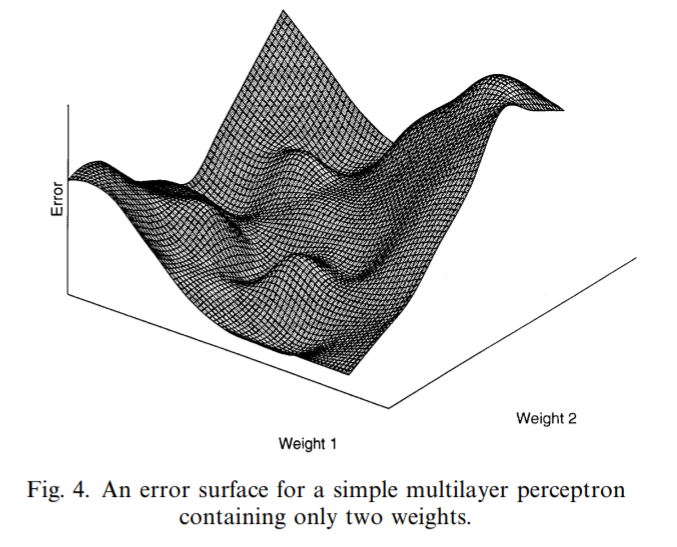 Error
Weight 2
Weight 1
Fig. 4. An error surface for a simple multilayer perceptron
containing only two weights.